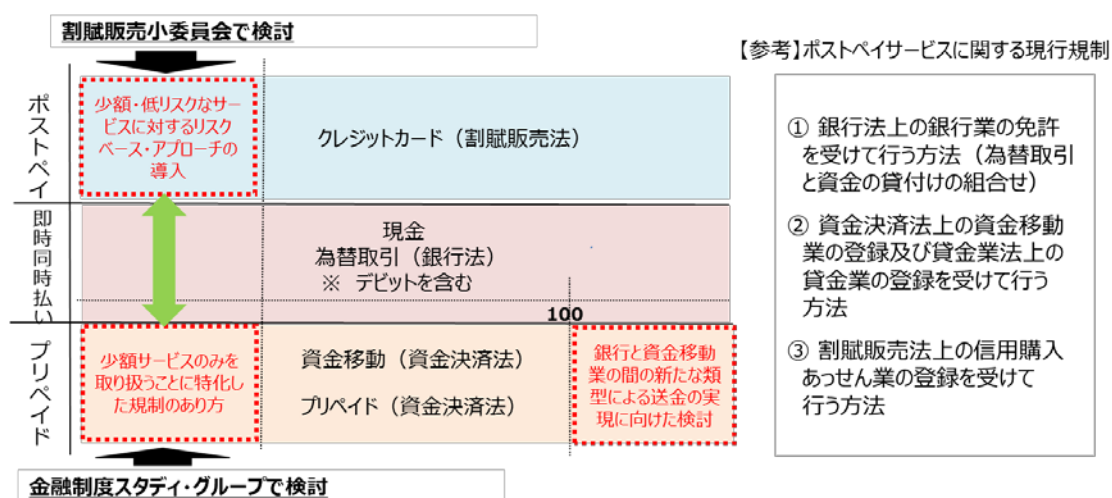 割賦販売小委員会で検討
【参考】ポストペイサービスに関する現行規制
ポストペイ
少額・低リスクなサー
ビスに対するリスク
ベース・アプローチの
導入
クレジットカード（割賦販売法）
即時同時払い
現金
為替取引（銀行法）
※ デビットを含む
100
プリペイド
少額サービスのみを
取り扱うことに特化し
た規制のあり方
資金移動（資金決済法）
プリペイド（資金決済法）
銀行と資金移動
業の間の新たな類
型による送金の実
現に向けた検討
金融制度スタディ・グループで検討
① 銀行法上の銀行業の免許
を受けて行う方法（為替取引
と資金の貸付けの組合せ）
② 資金決済法上の資金移動
業の登録及び貸金業法上の
貸金業の登録を受けて行う
方法
③ 割賦販売法上の信用購入
あっせん業の登録を受けて
行う方法